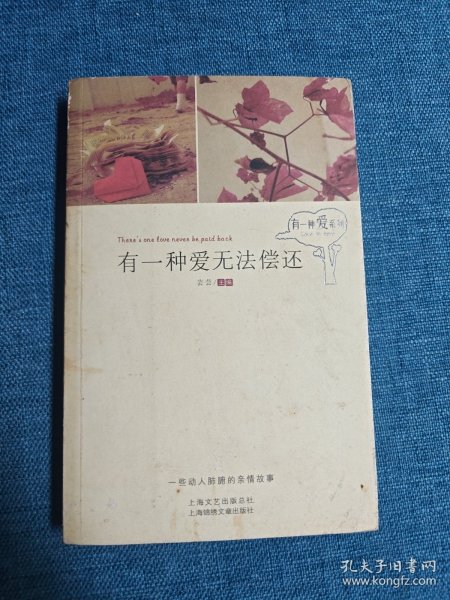 有一种爱系列
There's one love never be paid back
有一种爱无法偿还
芸芸/主编
一些动人肺腑的亲情故事
上海文艺出版总社
上海锦绣文章出版社
孔夫子旧书网
www.kongfz.com